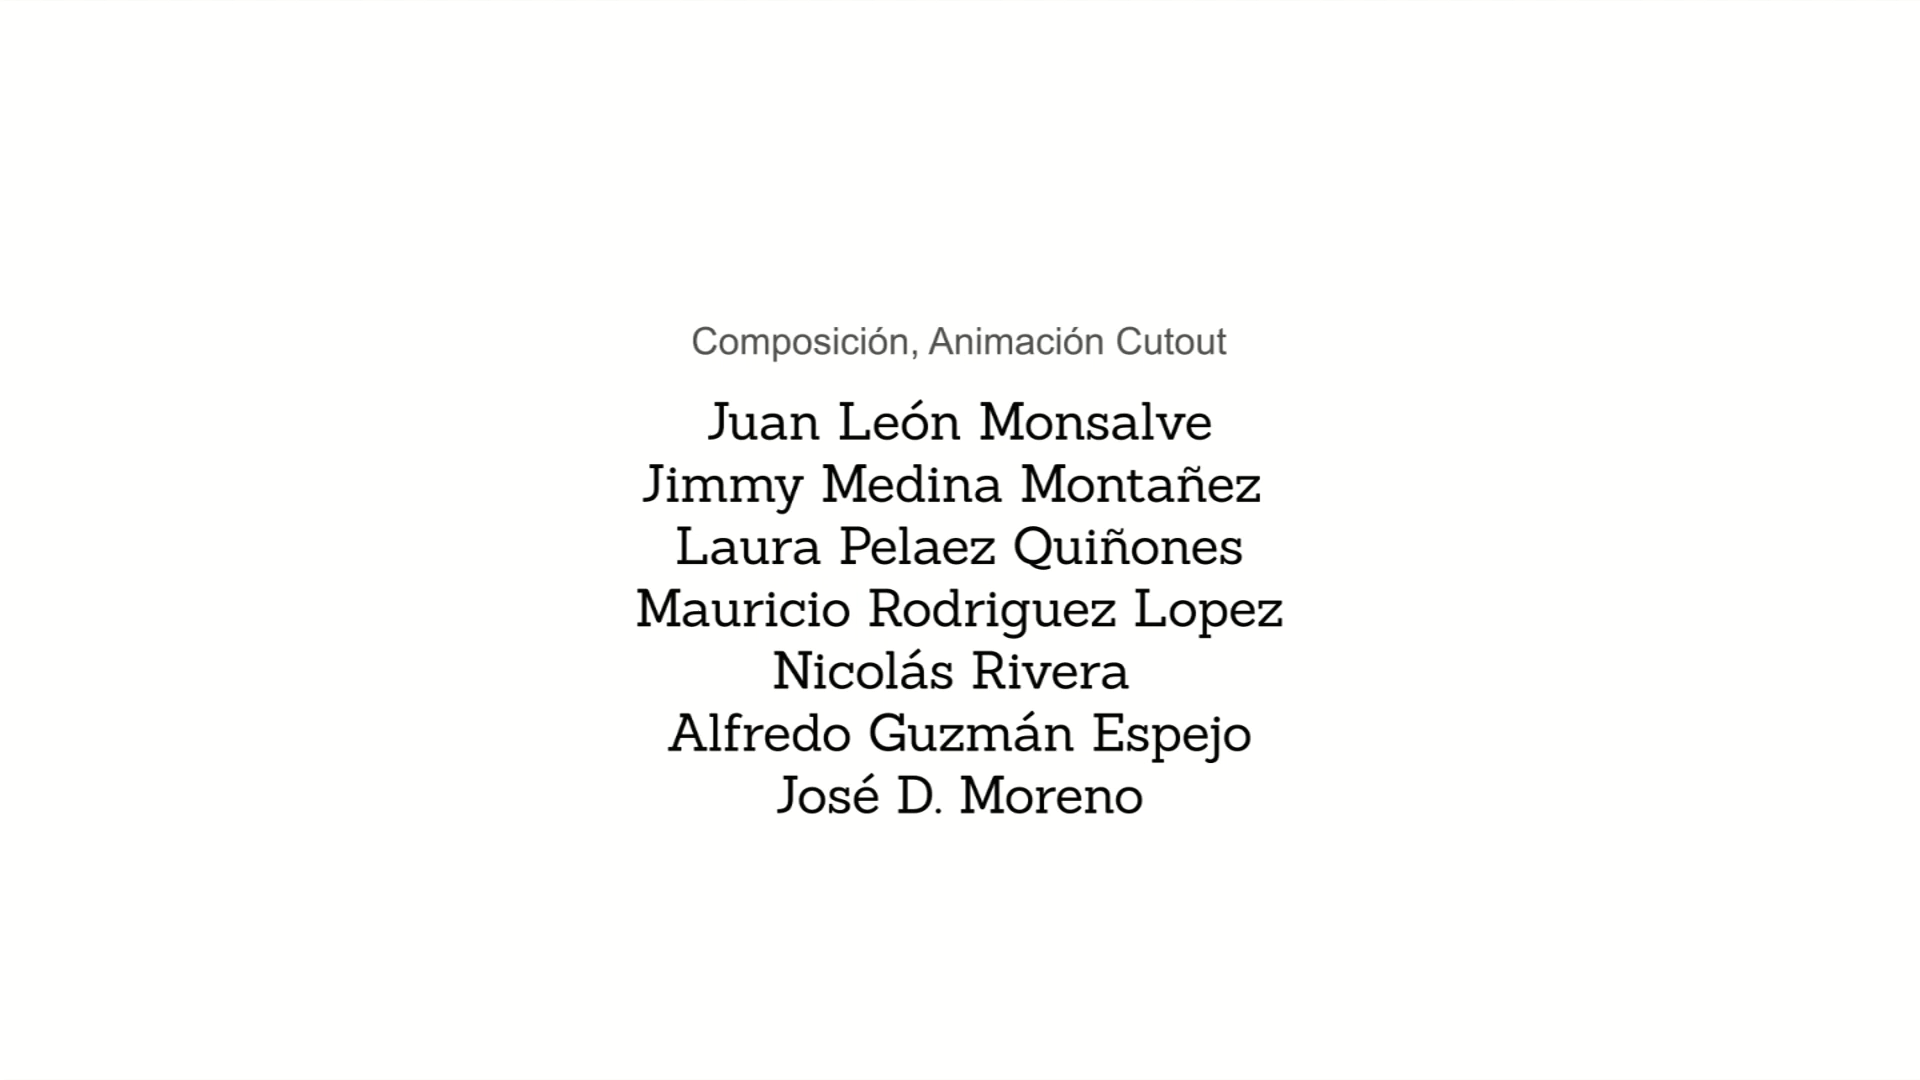 Composición, Animación Cutout
Juan León Monsalve
Jimmy Medina Montañez
Laura Pelaez Quiñones
Mauricio Rodriguez Lopez
Nicolás Rivera
Alfredo Guzmán Espejo
José D. Moreno